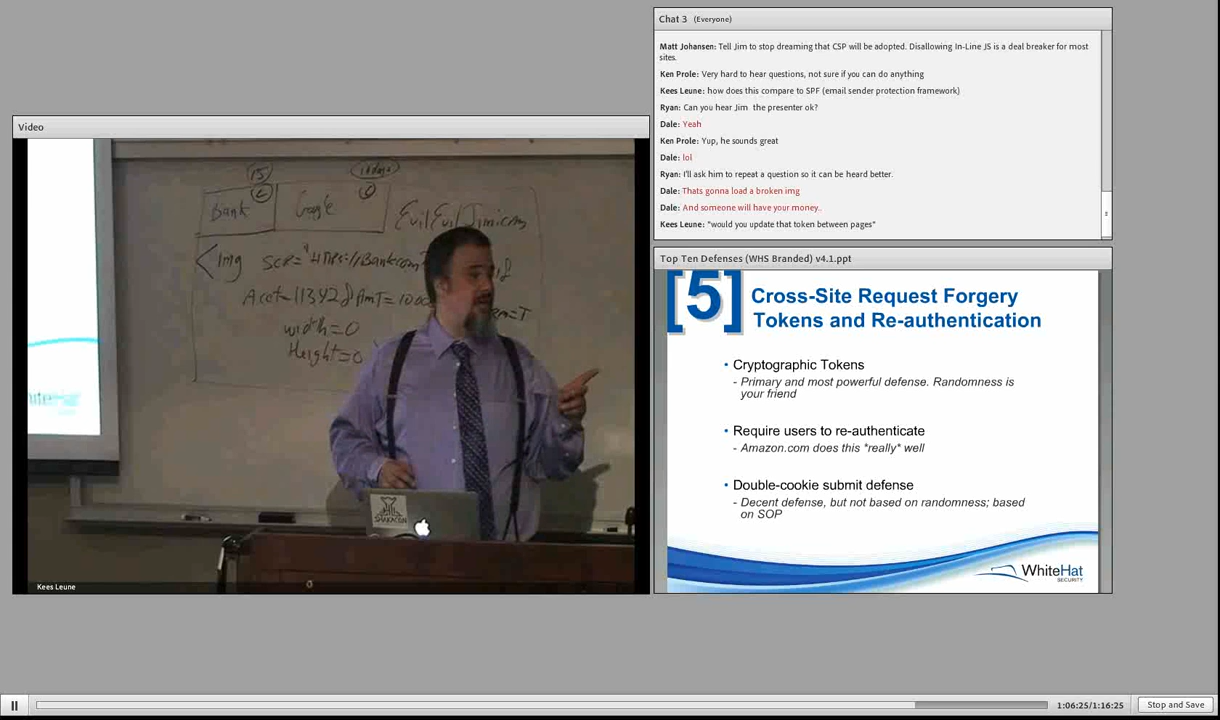 Chat 3 (Everyone)
Matt Johansen: Tell Jim to stop dreaming that CSP will be adopted. Disallowing In-Line JS is a deal breaker for most
sites.
Ken Prole: Very hard to hear questions, not sure if you can do anything
Kees Leune: how does this compare to SPF (email sender protection framework)
Ryan: Can you hear Jim the presenter ok?
Dale: Yeah
Ken Prole: Yup, he sounds great
Dale: lol
Ryan: I'll ask him to repeat a question so it can be heard better.
Dale: Thats gonna load a broken img
Dale: And someone will have your money..
Kees Leune: "would you update that token between pages"
Video
15
Bank
Google
<img
width=0
Height=0
SHAKACON
Kees Leune
Top Ten Defenses (WHS Branded) v4.1.ppt
[5] Cross-Site Request Forgery
Tokens and Re-authentication
• Cryptographic Tokens
- Primary and most powerful defense. Randomness is
your friend
• Require users to re-authenticate
- Amazon.com does this *really* well
• Double-cookie submit defense
- Decent defense, but not based on randomness; based
on SOP
WhiteHat
SECURITY
1:06:25/1:16:25
Stop and Save